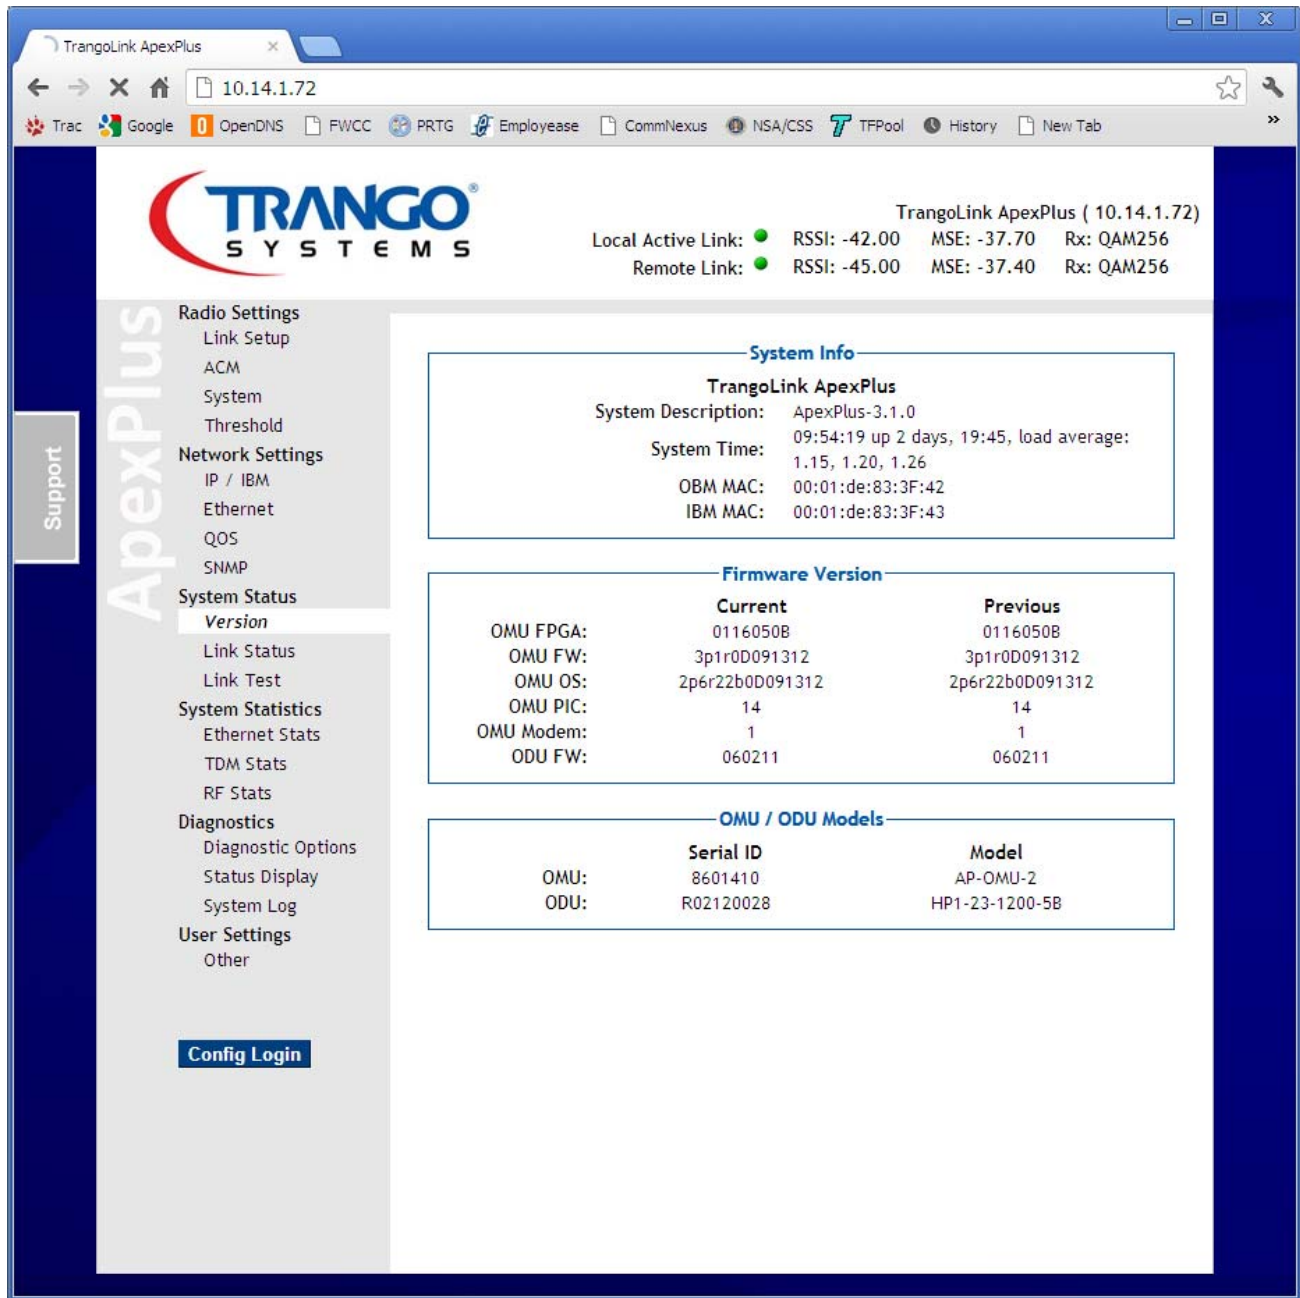 TrangoLink ApexPlus
10.14.1.72
Trac Google OpenDNS FWCC PRTG Employease CommNexus NSA/CSS TFPool History New Tab »
TRANGO®
SYSTEMS
TrangoLink ApexPlus ( 10.14.1.72)
Local Active Link: RSSI: -42.00 MSE: -37.70 Rx: QAM256
Remote Link: RSSI: -45.00 MSE: -37.40 Rx: QAM256
Support
ApexPlus
Radio Settings
Link Setup
ACM
System
Threshold
Network Settings
IP / IBM
Ethernet
QOS
SNMP
System Status
Version
Link Status
Link Test
System Statistics
Ethernet Stats
TDM Stats
RF Stats
Diagnostics
Diagnostic Options
Status Display
System Log
User Settings
Other
Config Login
System Info
TrangoLink ApexPlus
System Description: ApexPlus-3.1.0
System Time: 09:54:19 up 2 days, 19:45, load average:
1.15, 1.20, 1.26
OBM MAC: 00:01:de:83:3F:42
IBM MAC: 00:01:de:83:3F:43
Firmware Version
Current Previous
OMU FPGA: 0116050B 0116050B
OMU FW: 3p1r0D091312 3p1r0D091312
OMU OS: 2p6r22b0D091312 2p6r22b0D091312
OMU PIC: 14 14
OMU Modem: 1 1
ODU FW: 060211 060211
OMU / ODU Models
Serial ID Model
OMU: 8601410 AP-OMU-2
ODU: R02120028 HP1-23-1200-5B